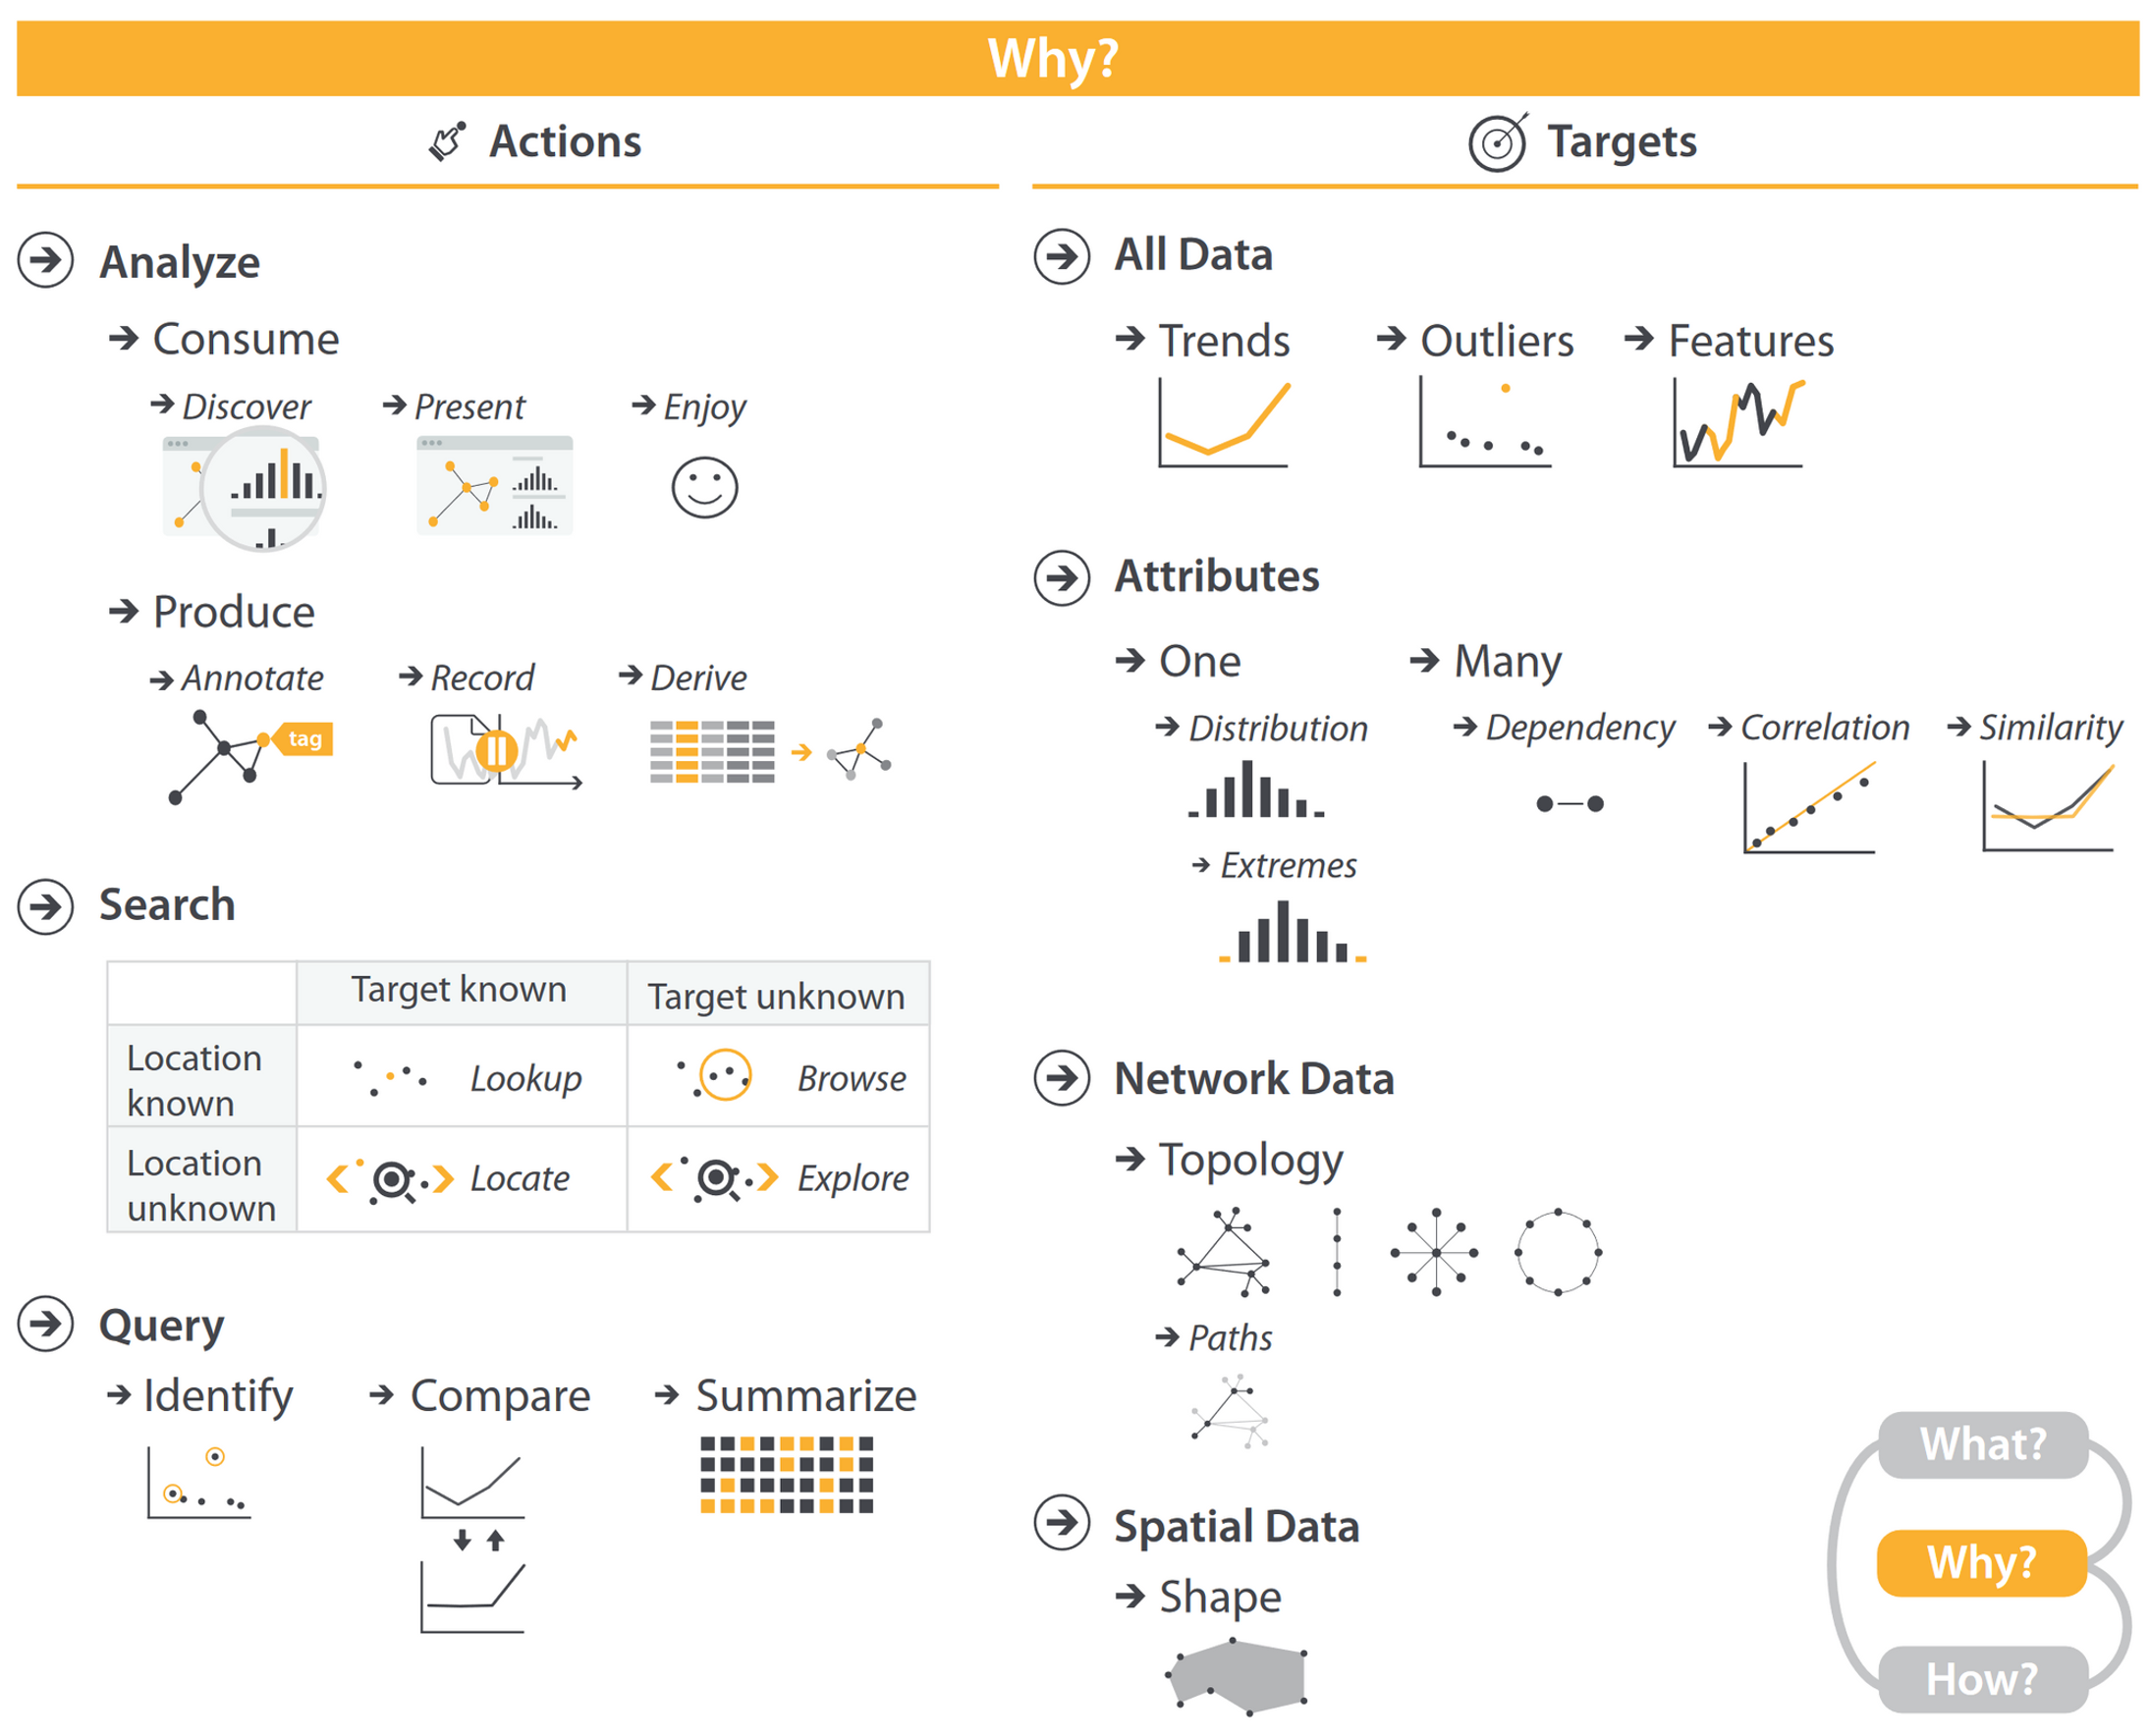 Why?
Actions
Analyze
Consume
Discover
Present
Enjoy
Produce
Annotate
Record
Derive
tag
Search
Target known
Target unknown
Location
known
Lookup
Browse
Location
unknown
Locate
Explore
Query
Identify
Compare
Summarize
Targets
All Data
Trends
Outliers
Features
Attributes
One
Many
Distribution
Dependency
Correlation
Similarity
Extremes
Network Data
Topology
Paths
Spatial Data
Shape
What?
Why?
How?